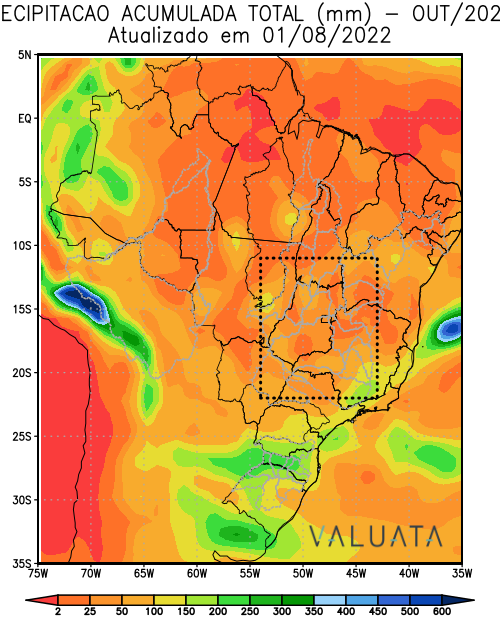 ECIPITACAO ACUMULADA TOTAL (mm) – OUT/202
Atualizado em 01/08/2022
5N
EQ
5S
10S
15S
20S
25S
30S
35S
75W 70W 65W 60W 55W 50W 45W 40W 35W
VALUATA
2 25 50 100 150 200 250 300 350 400 450 500 600